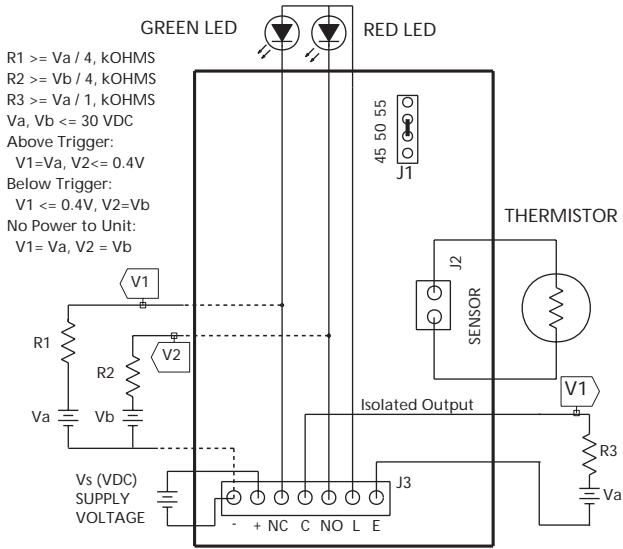 GREEN LED
RED LED
R1 >= Va / 4, kOHMS
R2 >= Vb / 4, kOHMS
R3 >= Va / 1, kOHMS
Va, Vb <= 30 VDC
Above Trigger:
V1=Va, V2<= 0.4V
Below Trigger:
V1 <= 0.4V, V2=Vb
No Power to Unit:
V1= Va, V2 = Vb
45 50 55
J1
THERMISTOR
J2
SENSOR
V1
R1
V2
R2
Va
Vb
V1
Isolated Output
R3
Va
Vs (VDC)
SUPPLY
VOLTAGE
J3
- + NC C NO L E